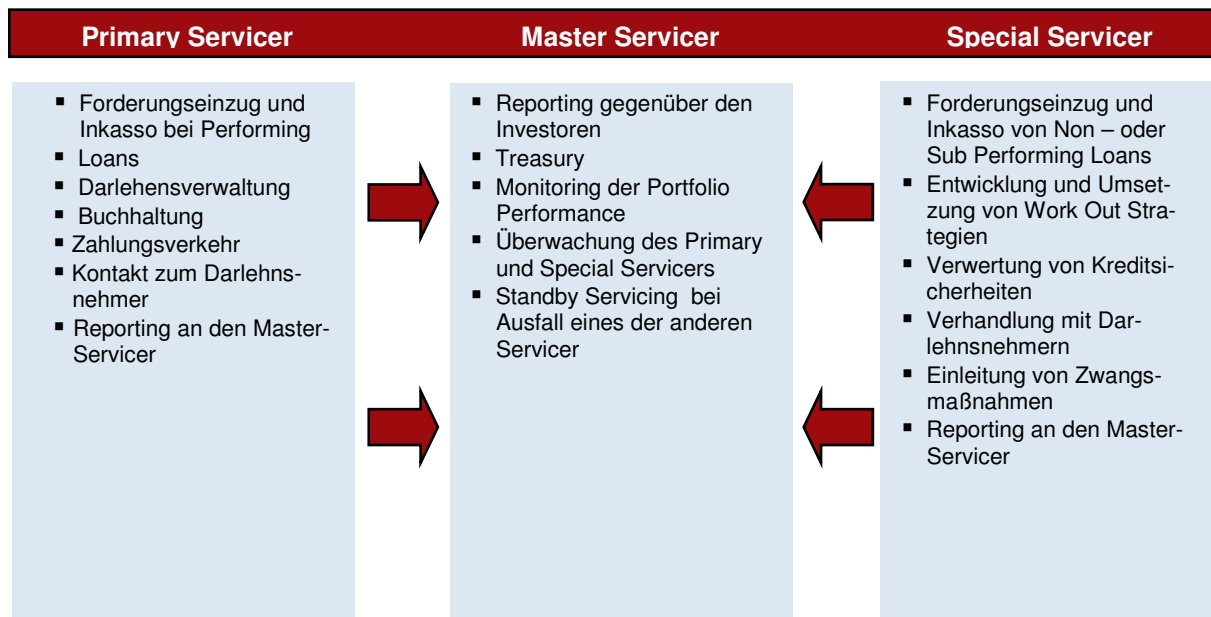 Primary Servicer
Master Servicer
Special Servicer
▪ Forderungseinzug und
Inkasso bei Performing
▪ Loans
▪ Darlehensverwaltung
▪ Buchhaltung
▪ Zahlungsverkehr
▪ Kontakt zum Darlehns-
nehmer
▪ Reporting an den Master-
Servicer
▪ Reporting gegenüber den
Investoren
▪ Treasury
▪ Monitoring der Portfolio
Performance
▪ Überwachung des Primary
und Special Servicers
▪ Standby Servicing bei
Ausfall eines der anderen
Servicer
▪ Forderungseinzug und
Inkasso von Non – oder
Sub Performing Loans
▪ Entwicklung und Umset-
zung von Work Out Stra-
tegien
▪ Verwertung von Kreditsi-
cherheiten
▪ Verhandlung mit Dar-
lehnsnehmern
▪ Einleitung von Zwangs-
maßnahmen
▪ Reporting an den Master-
Servicer